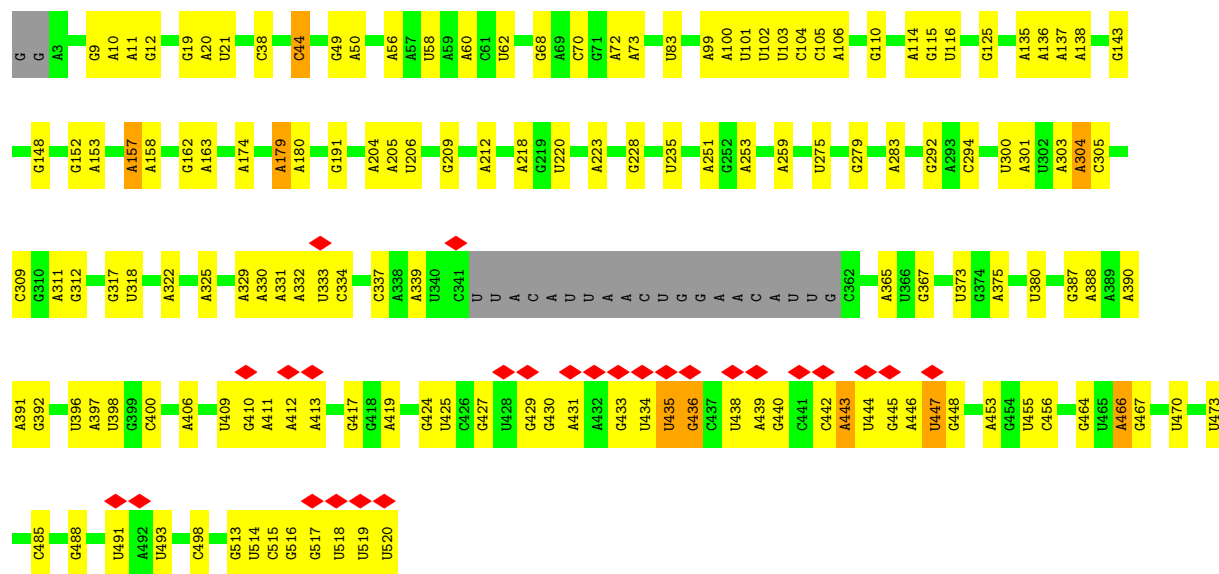 G G A3 G9 A10 A11 G12 G19 A20 U21 C38 C44 G49 A50 A56 A57 U58 A59 A60 C61 U62 G68 A69 C70 G71 A72 A73 U83 A99 A100 U101 U102 U103 C104 C105 A106 G110 A114 G115 U116 G125 A135 A136 A137 A138 G143
G148 G152 A153 A157 A158 G162 A163 A174 A179 A180 G191 A204 A205 U206 G209 A212 A218 G219 U220 A223 G228 U235 A251 G252 A253 A259 U275 G279 A283 G292 A293 C294 U300 A301 U302 A303 A304 C305
C309 G310 A311 G312 G317 U318 A322 A325 A329 A330 A331 A332 U333 C334 C337 A338 A339 U340 C341 U U A C A U U A A C U G G A A C A U U G C362 A365 U366 G367 U373 G374 A375 U380 G387 A388 A389 A390
A391 G392 U396 A397 U398 G399 C400 A406 U409 G410 A411 A412 A413 G417 G418 A419 G424 U425 C426 G427 U428 G429 G430 A431 A432 G433 U434 U435 G436 C437 U438 A439 G440 C441 C442 A443 U444 G445 A446 U447 G448 A453 G454 U455 C456 G464 U465 A466 G467 U470 U473
C485 G488 U491 A492 U493 C498 G513 U514 C515 G516 G517 U518 U519 U520